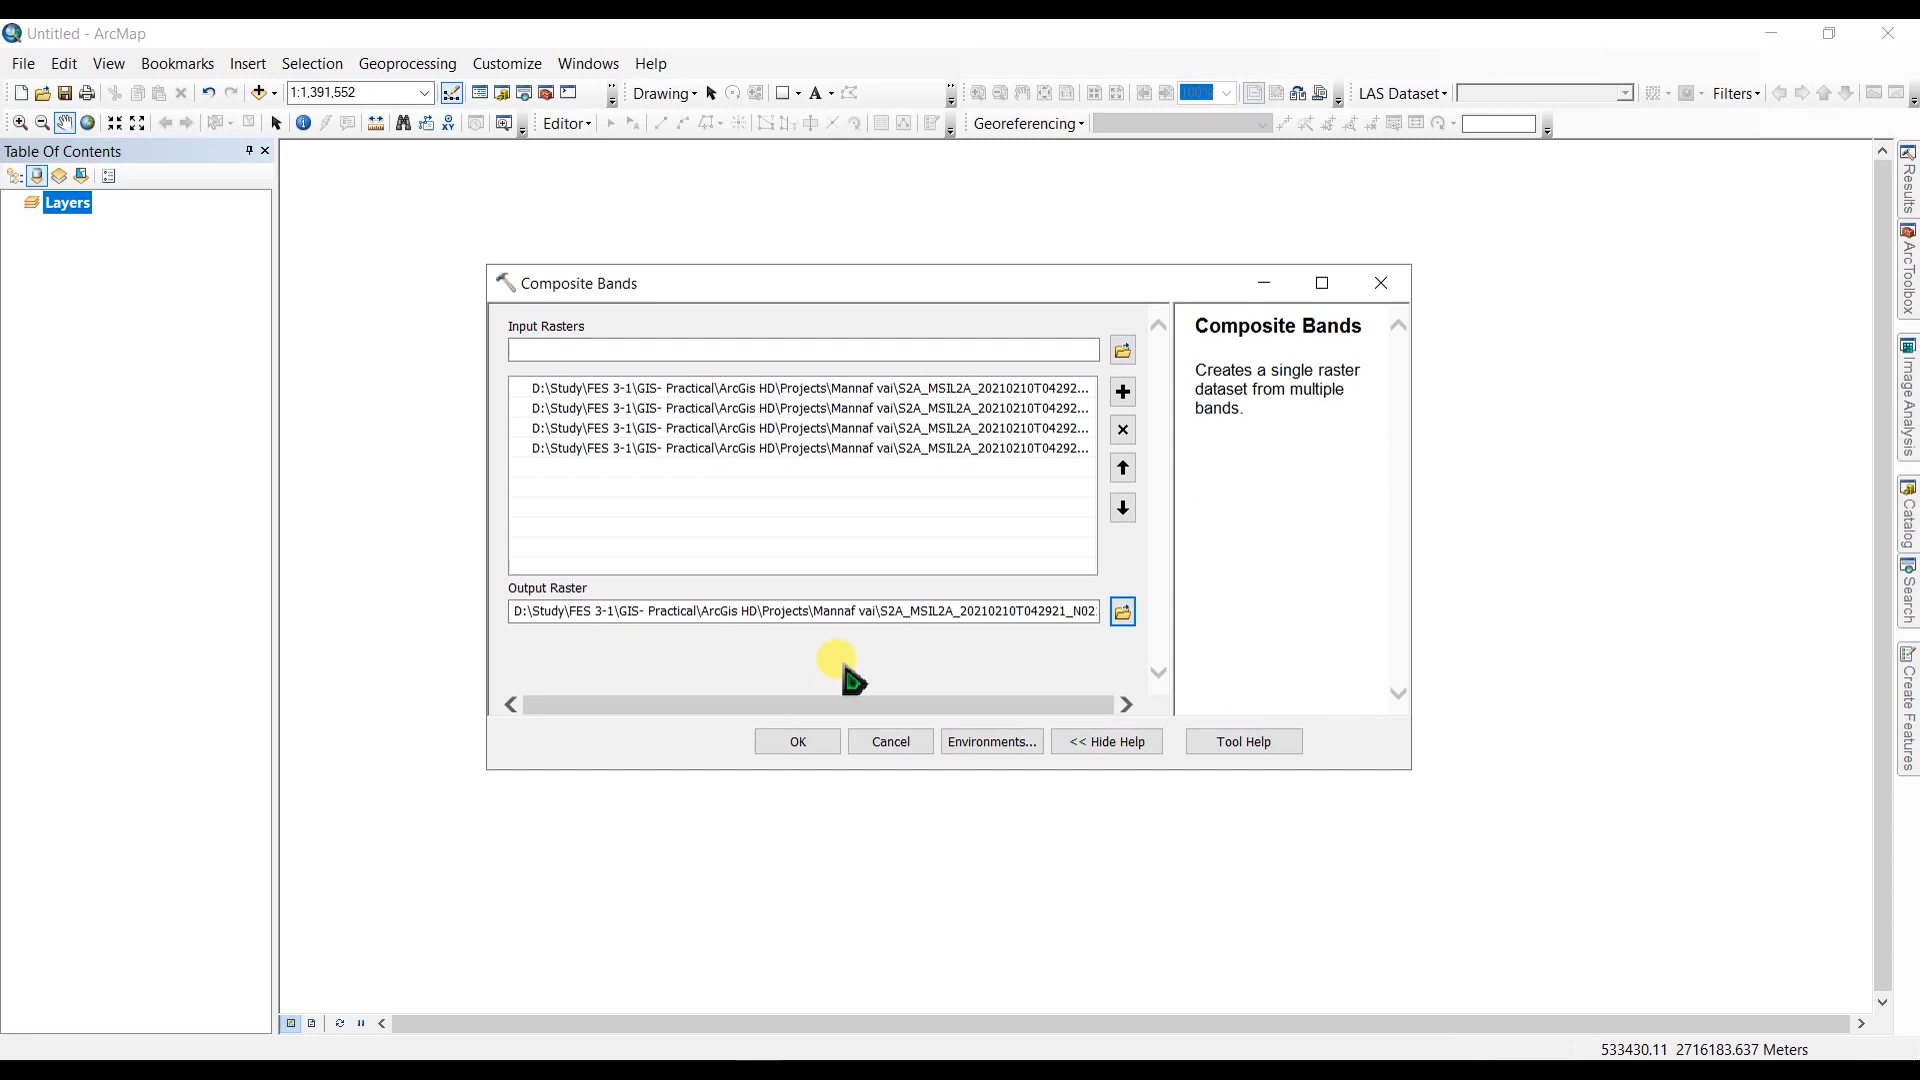 Untitled - ArcMap
File Edit View Bookmarks Insert Selection Geoprocessing Customize Windows Help
1:1,391,552 Drawing 100% LAS Dataset Filters
Editor Georeferencing
Table Of Contents
Layers
Composite Bands
Input Rasters
D:\Study\FES 3-1\GIS- Practical\ArcGis HD\Projects\Mannaf vai\S2A_MSIL2A_20210210T04292...
D:\Study\FES 3-1\GIS- Practical\ArcGis HD\Projects\Mannaf vai\S2A_MSIL2A_20210210T04292...
D:\Study\FES 3-1\GIS- Practical\ArcGis HD\Projects\Mannaf vai\S2A_MSIL2A_20210210T04292...
D:\Study\FES 3-1\GIS- Practical\ArcGis HD\Projects\Mannaf vai\S2A_MSIL2A_20210210T04292...
Output Raster
D:\Study\FES 3-1\GIS- Practical\ArcGis HD\Projects\Mannaf vai\S2A_MSIL2A_20210210T042921_N02
OK Cancel Environments... << Hide Help Tool Help
Composite Bands
Creates a single raster
dataset from multiple
bands.
Results
ArcToolbox
Image Analysis
Catalog
Search
Create Features
533430.11 2716183.637 Meters